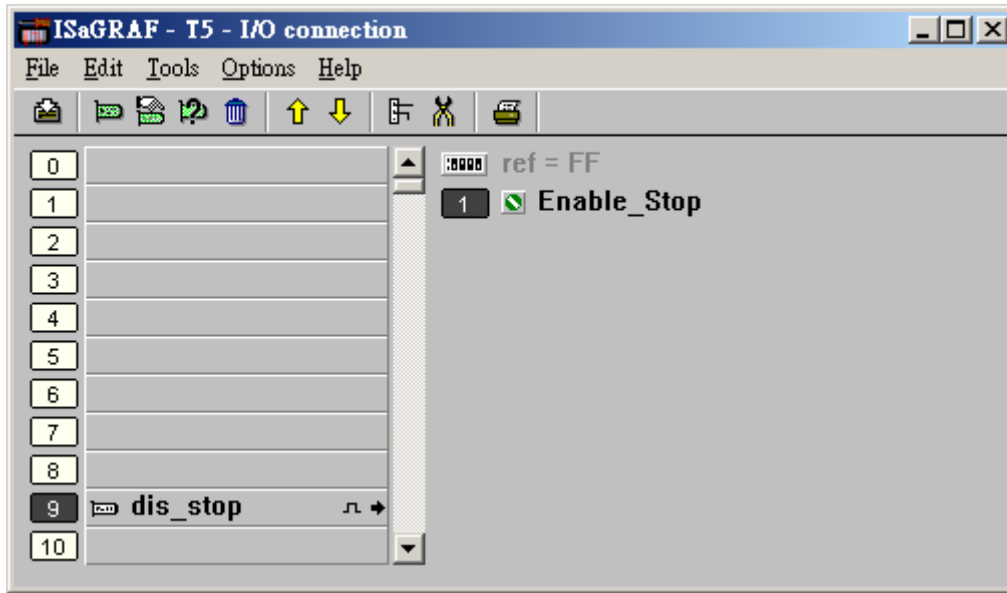 ISaGRAF - T5 - I/O connection
File Edit Tools Options Help
0
1
2
3
4
5
6
7
8
9 dis_stop
10
ref = FF
1 Enable_Stop